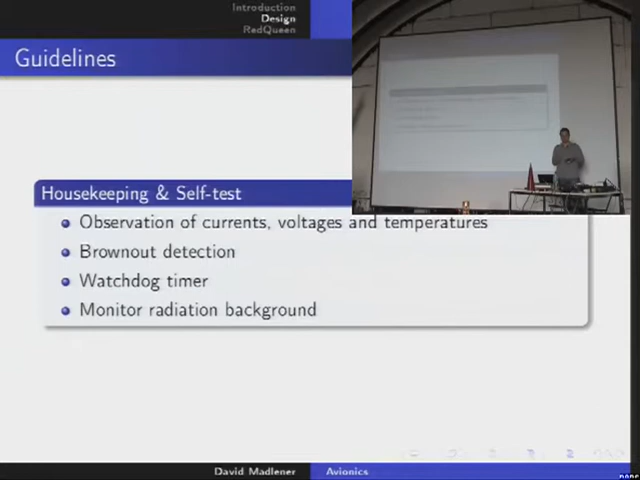 Introduction
Design
RedQueen
Guidelines
Housekeeping & Self-test
Observation of currents, voltages and temperatures
Brownout detection
Watchdog timer
Monitor radiation background
David Madlener
Avionics